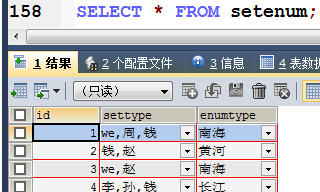 158 SELECT * FROM setenum;
1 结果 2 个配置文件 3 信息 4 表数据
(只读)
id settype enumtype
1 we,周,钱 南海
2 钱,赵 黄河
3 we,赵 南海
4 李,孙,钱 长江